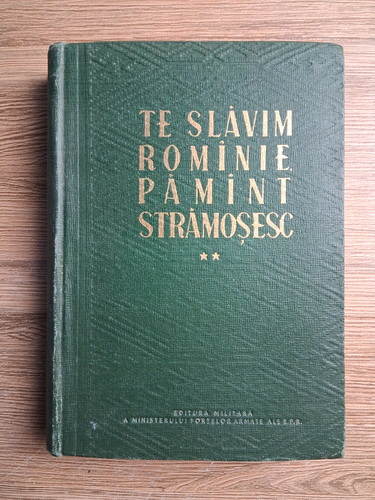 TE SLĂVIM
ROMÎNIE,
PĂMÎNT
STRĂMOȘESC
★★
EDITURA MILITARĂ
A MINISTERULUI FORȚELOR ARMATE ALE R.P.R.